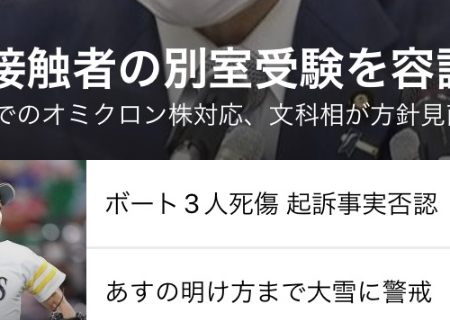 接触者の別室受験を容認
でのオミクロン株対応、文科相が方針見直
ボート3人死傷 起訴事実否認
あすの明け方まで大雪に警戒